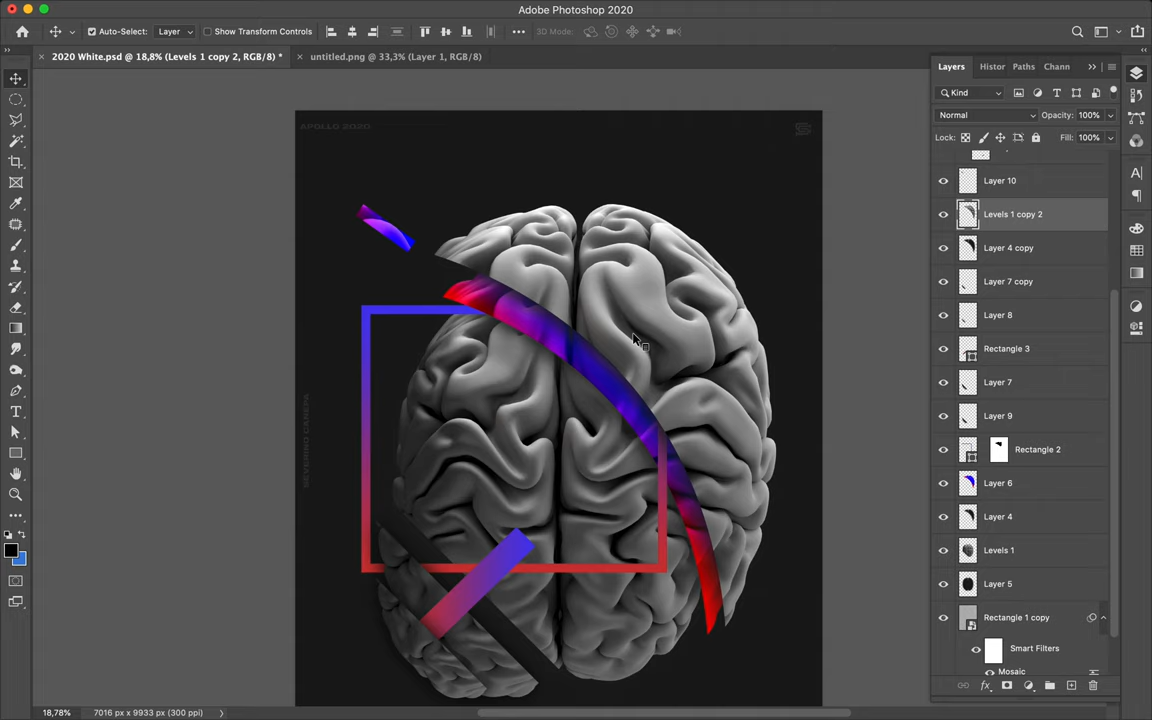 Adobe Photoshop 2020
Auto-Select: Layer Show Transform Controls ••• 3D Mode:
2020 White.psd @ 18,8% (Levels 1 copy 2, RGB/8) *
untitled.png @ 33,3% (Layer 1, RGB/8)
Layers Histor Paths Chann
Kind
Normal Opacity: 100%
Lock: Fill: 100%
APOLLO 2020
SEVERINO CANEPA
Layer 10
Levels 1 copy 2
Layer 4 copy
Layer 7 copy
Layer 8
Rectangle 3
Layer 7
Layer 9
Rectangle 2
Layer 6
Layer 4
Levels 1
Layer 5
Rectangle 1 copy
Smart Filters
Mosaic
18,78% 7016 px x 9933 px (300 ppi)